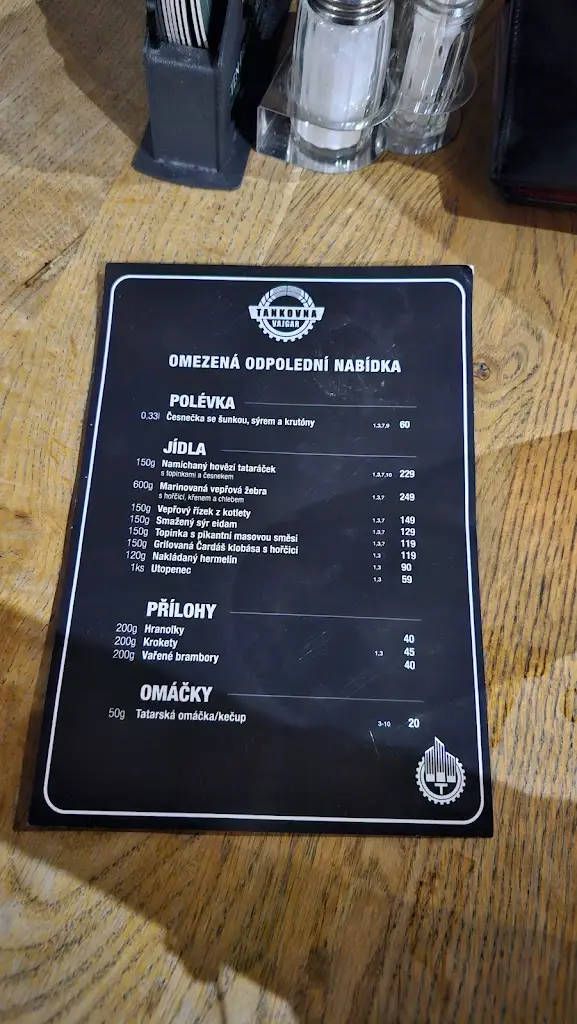 TANKOVNA
VAJGAR
OMEZENÁ ODPOLEDNÍ NABÍDKA
POLÉVKA
0,33l Česnečka se šunkou, sýrem a krutóny 1,3,7,9 60
JÍDLA
150g Namíchaný hovězí tataráček 1,3,7,10 229
s topinkami a česnekem
600g Marinovaná vepřová žebra 1,3,7 249
s hořčicí, křenem a chlebem
150g Vepřový řízek z kotlety 1,3,7 149
150g Smažený sýr eidam 1,3,7 129
150g Topinka s pikantní masovou směsí 1,3,7 119
150g Grilovaná Čardáš klobása s hořčicí 1,3 119
120g Nakládaný hermelín 1,3 90
1ks Utopenec 1,3 59
PŘÍLOHY
200g Hranolky 40
200g Krokety 1,3 45
200g Vařené brambory 40
OMÁČKY
50g Tatarská omáčka/kečup 3-10 20